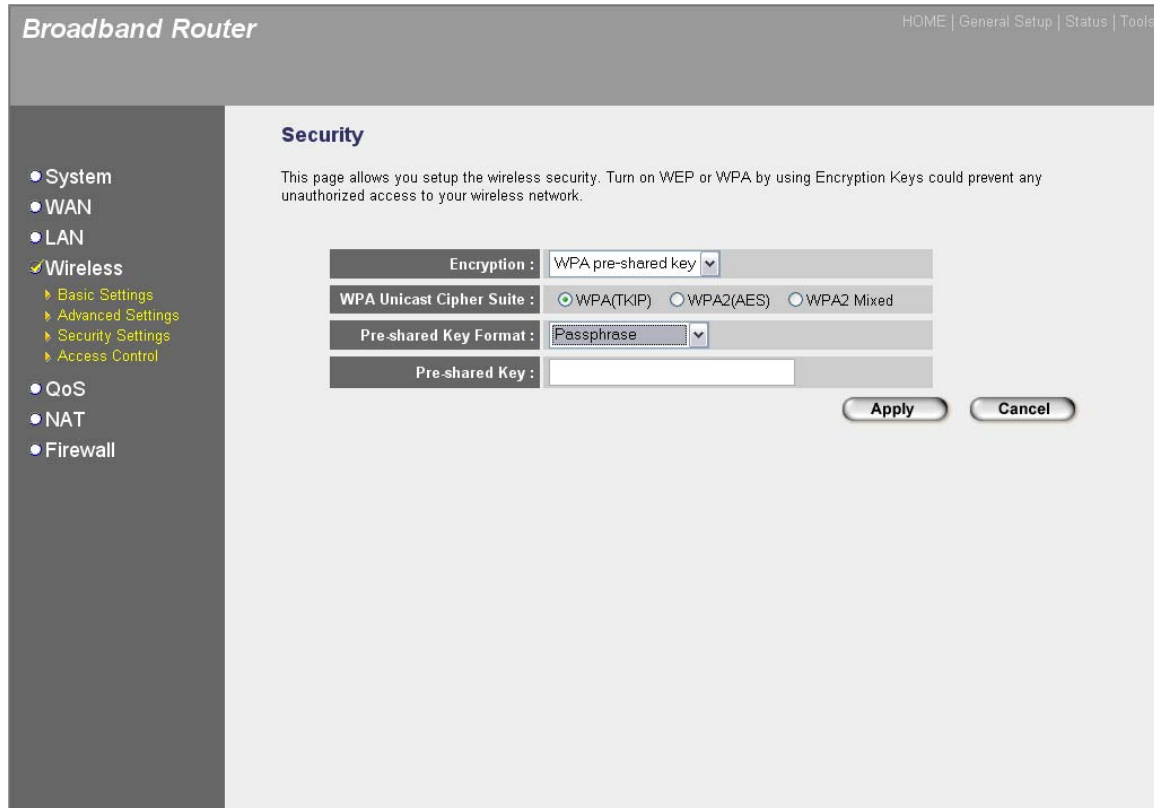 Broadband Router
HOME | General Setup | Status | Tools
System
WAN
LAN
Wireless
Basic Settings
Advanced Settings
Security Settings
Access Control
QoS
NAT
Firewall
Security
This page allows you setup the wireless security. Turn on WEP or WPA by using Encryption Keys could prevent any
unauthorized access to your wireless network.
Encryption : WPA pre-shared key
WPA Unicast Cipher Suite : WPA(TKIP) WPA2(AES) WPA2 Mixed
Pre-shared Key Format : Passphrase
Pre-shared Key :
Apply Cancel